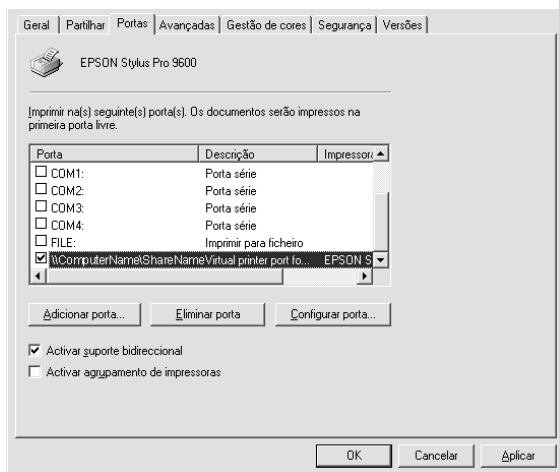 Geral Partilhar Portas Avançadas Gestão de cores Segurança Versões
EPSON Stylus Pro 9600
Imprimir na(s) seguinte(s) porta(s). Os documentos serão impressos na
primeira porta livre.
Porta Descrição Impressora
COM1: Porta série
COM2: Porta série
COM3: Porta série
COM4: Porta série
FILE: Imprimir para ficheiro
\\ComputerName\ShareName Virtual printer port fo... EPSON S
Adicionar porta... Eliminar porta Configurar porta...
Activar suporte bidireccional
Activar agrupamento de impressoras
OK Cancelar Aplicar